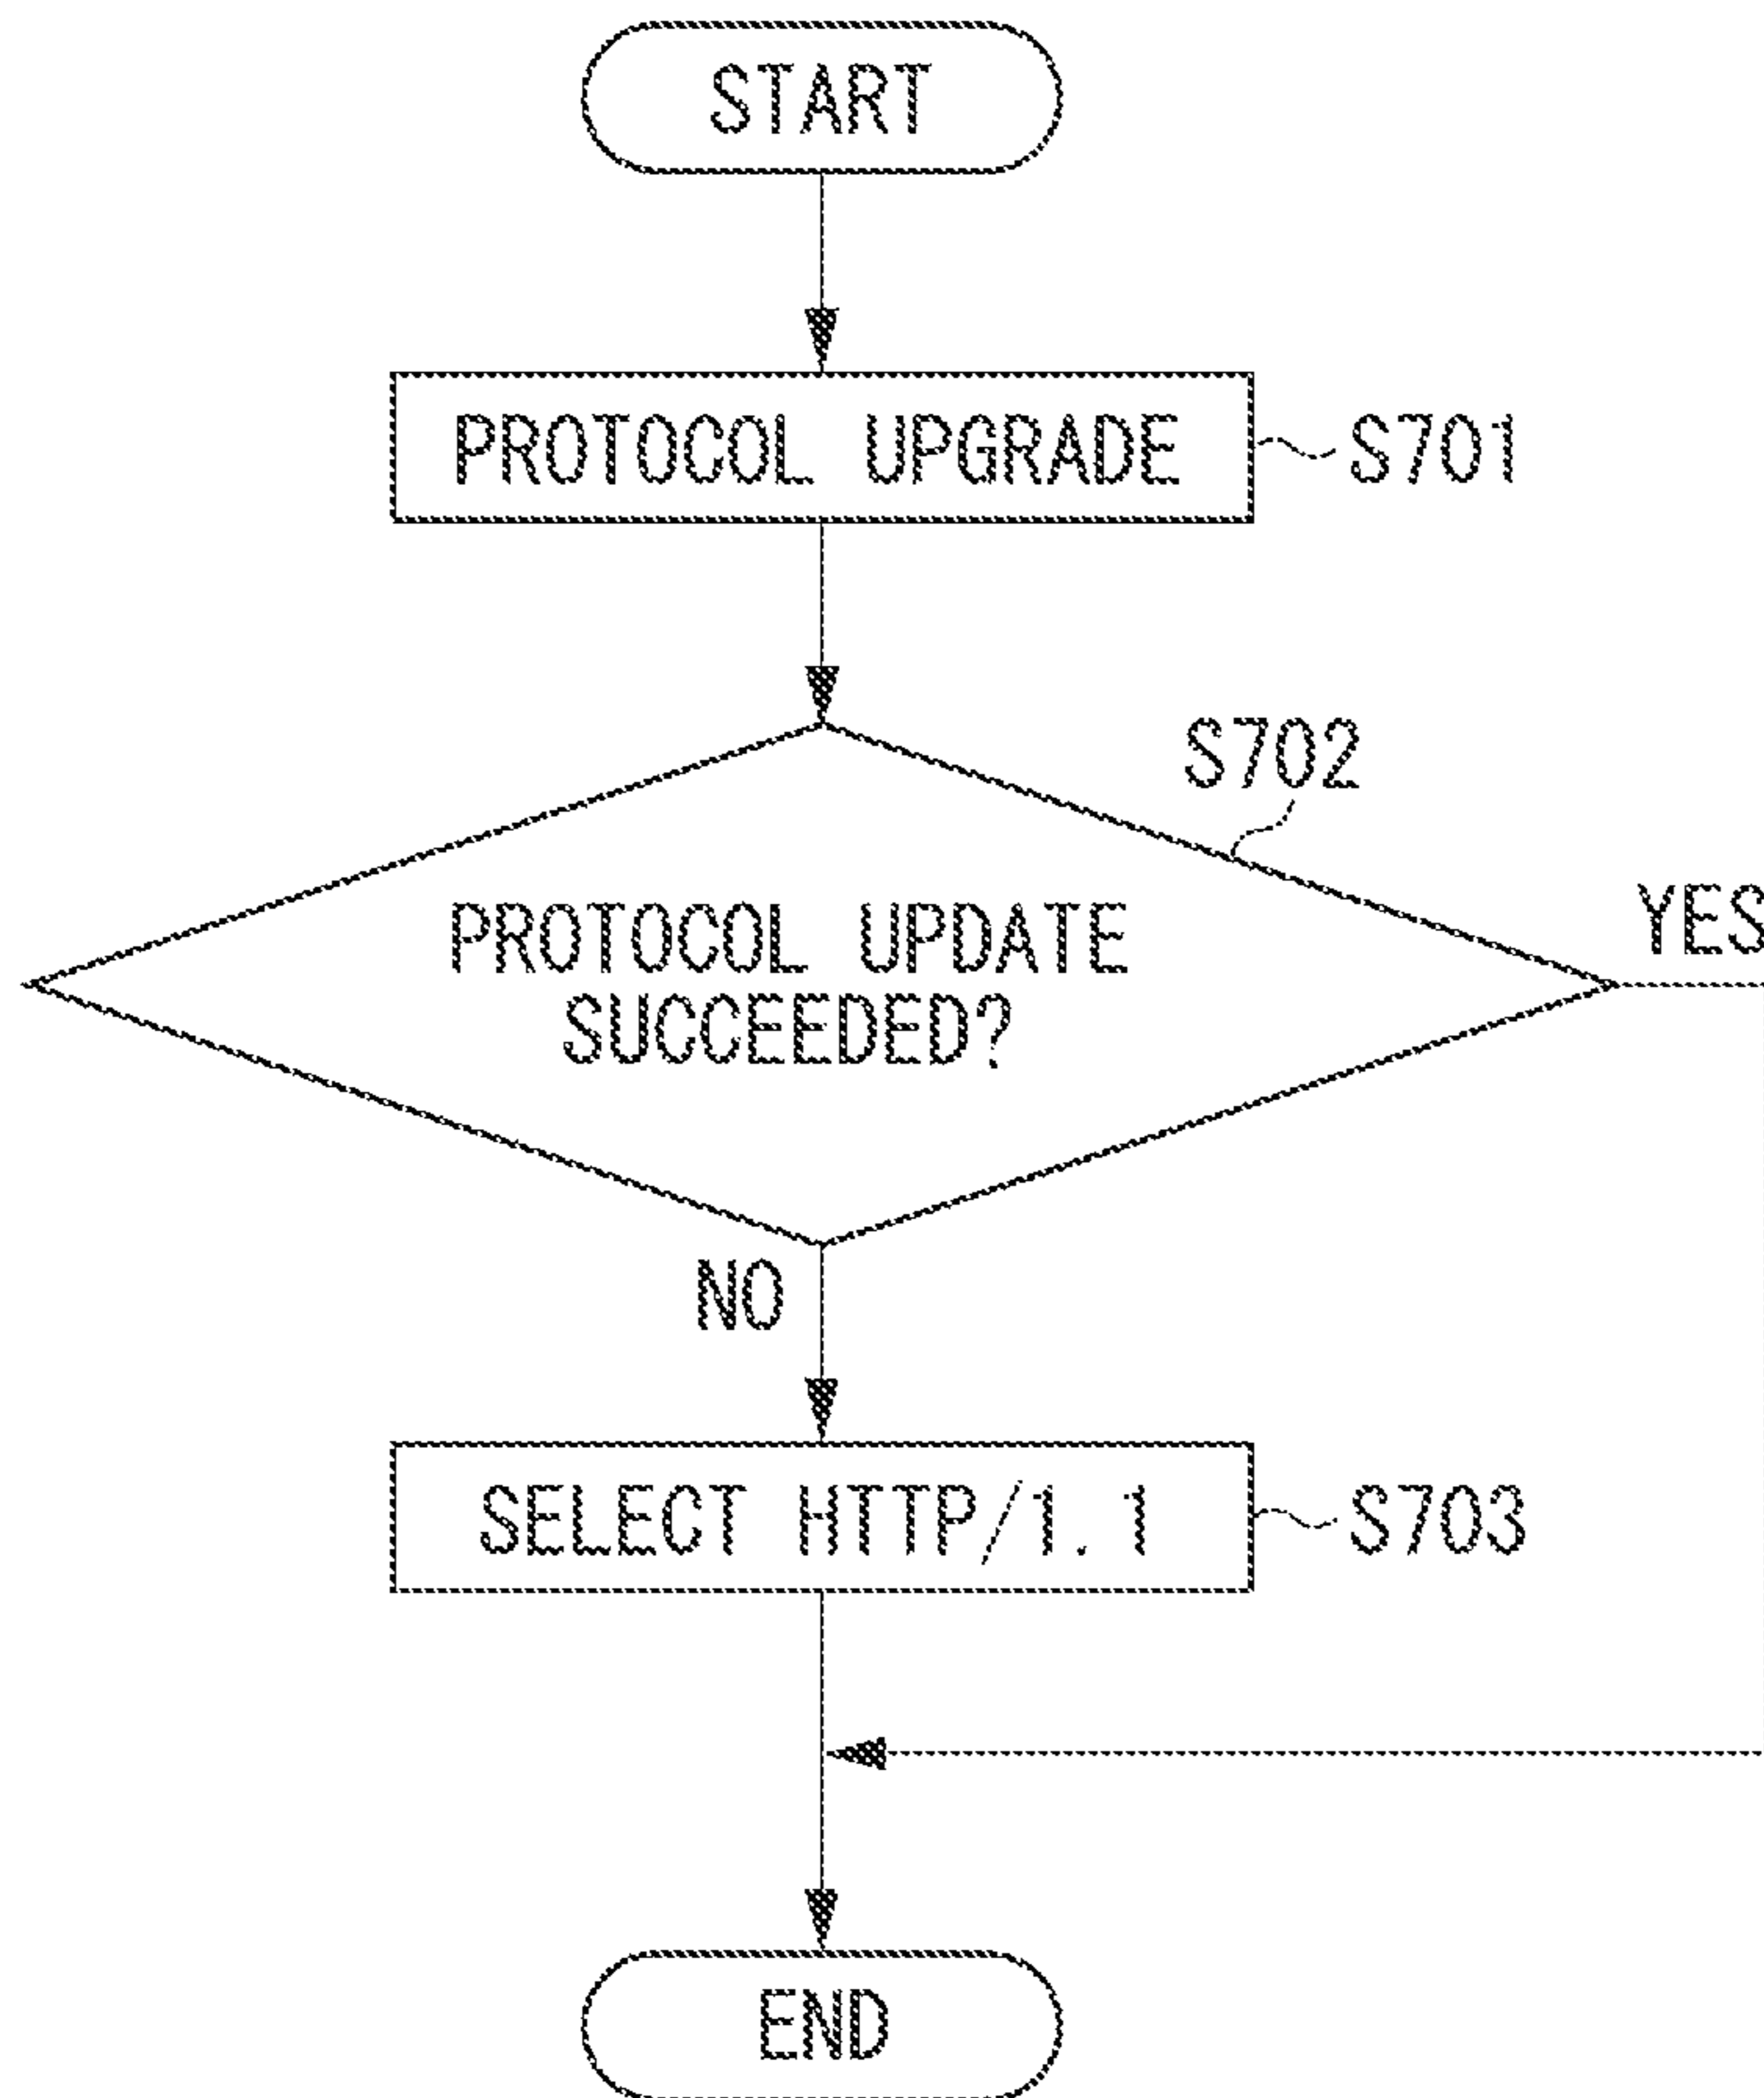 START
PROTOCOL UPGRADE
S701
S702
YES
PROTOCOL UPDATE
SUCCEEDED?
NO
SELECT HTTP/1.1
S703
END